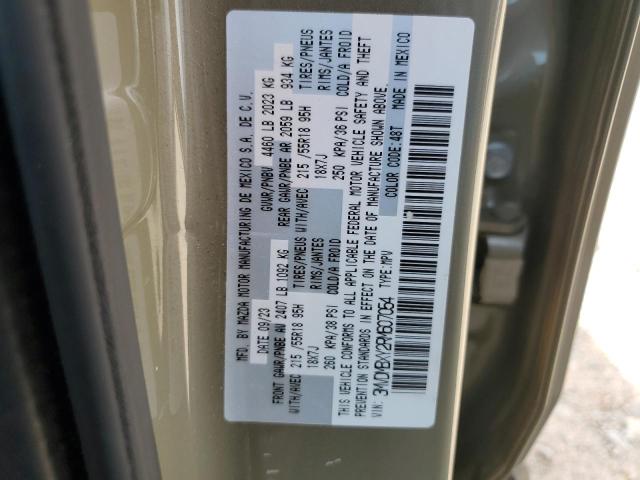 MFD. BY MAZDA MOTOR MANUFACTURING DE MEXICO S.A. DE C.V.
DATE 09/23 GVWR/PNBV 4460 LB 2023 KG
FRONT GAWR/PNBE AV 2407 LB 1092 KG REAR GAWR/PNBE AR 2059 LB 934 KG
WITH/AVEC 215 /55R18 95H TIRES/PNEUS WITH/AVEC 215 /55R18 95H TIRES/PNEUS
18X7J RIMS/JANTES 18X7J RIMS/JANTES
260 KPA/38 PSI COLD/A FROID 250 KPA/36 PSI COLD/A FROID
THIS VEHICLE CONFORMS TO ALL APPLICABLE FEDERAL MOTOR VEHICLE SAFETY AND THEFT
PREVENTION STANDARDS IN EFFECT ON THE DATE OF MANUFACTURE SHOWN ABOVE.
VIN: 3MVDMBXY2RM607054 TYPE: MPV COLOR CODE: 48T MADE IN MEXICO